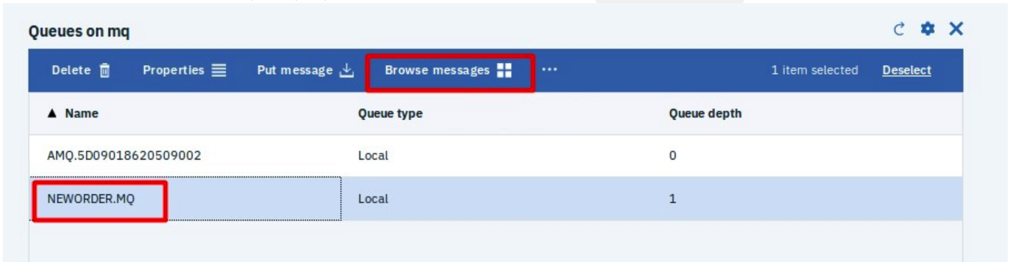 Queues on mq
Delete Properties Put message Browse messages ... 1 item selected Deselect
▲ Name Queue type Queue depth
AMQ.5D09018620509002 Local 0
NEWORDER.MQ Local 1